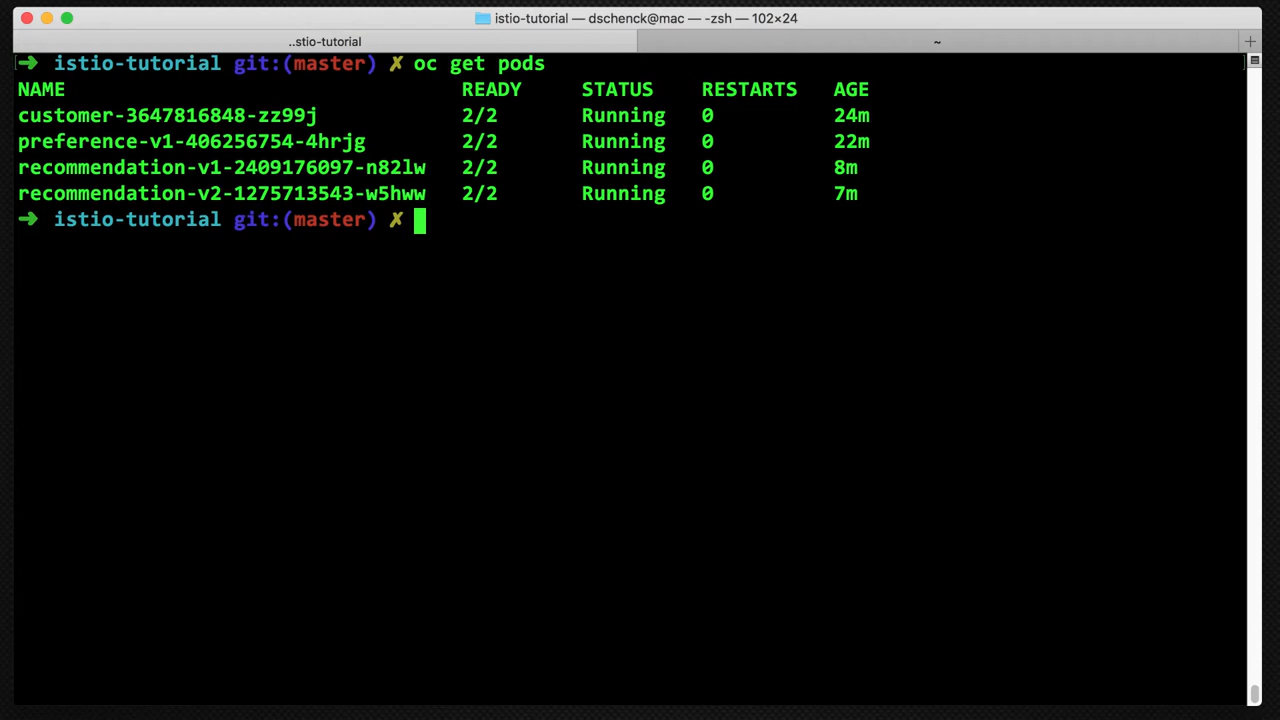 istio-tutorial — dschenck@mac — -zsh — 102×24
..stio-tutorial ~ +
➜ istio-tutorial git:(master) ✗ oc get pods
NAME READY STATUS RESTARTS AGE
customer-3647816848-zz99j 2/2 Running 0 24m
preference-v1-406256754-4hrjg 2/2 Running 0 22m
recommendation-v1-2409176097-n82lw 2/2 Running 0 8m
recommendation-v2-1275713543-w5hww 2/2 Running 0 7m
➜ istio-tutorial git:(master) ✗